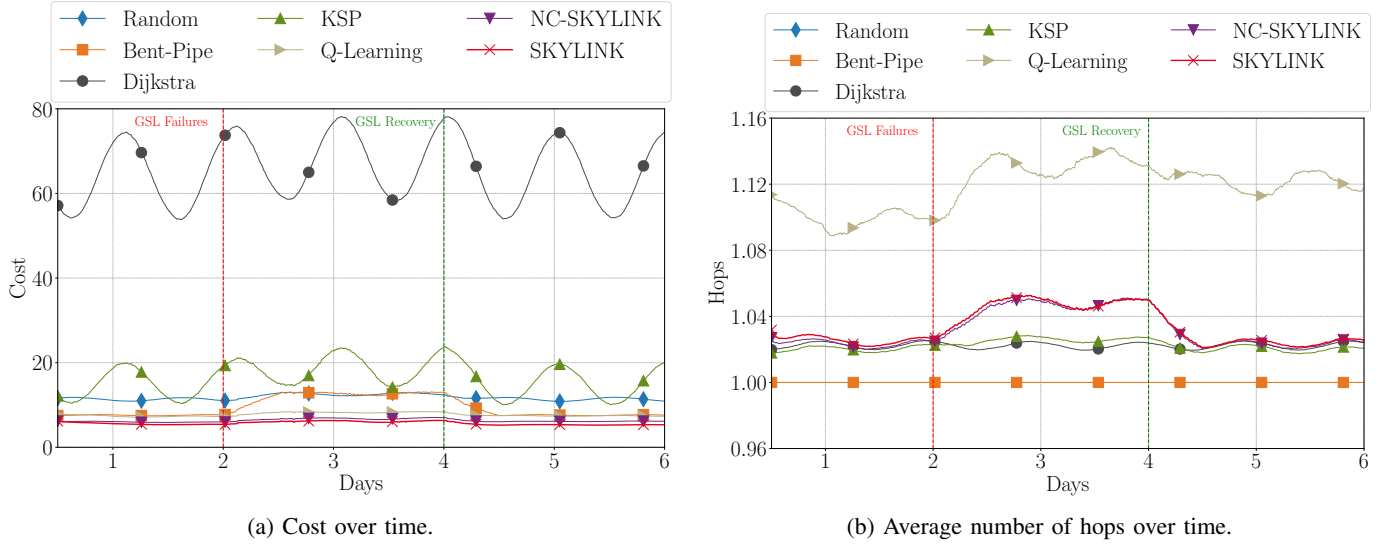 Random
KSP
NC-SKYLINK
Bent-Pipe
Q-Learning
SKYLINK
Dijkstra
80
60
40
20
0
Cost
GSL Failures
GSL Recovery
1
2
3
4
5
6
Days
(a) Cost over time.
Random
KSP
NC-SKYLINK
Bent-Pipe
Q-Learning
SKYLINK
Dijkstra
1.16
1.12
1.08
1.04
1.00
0.96
Hops
GSL Failures
GSL Recovery
1
2
3
4
5
6
Days
(b) Average number of hops over time.